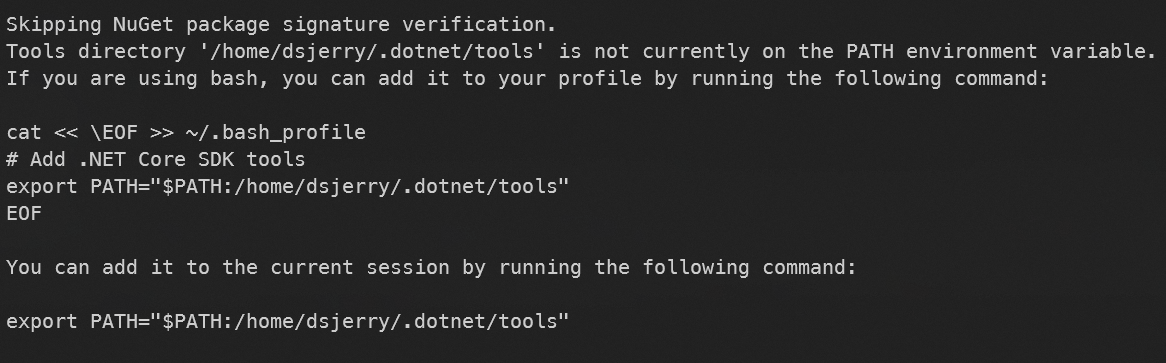 Skipping NuGet package signature verification.
Tools directory '/home/dsjerry/.dotnet/tools' is not currently on the PATH environment variable.
If you are using bash, you can add it to your profile by running the following command:
cat << \EOF >> ~/.bash_profile
# Add .NET Core SDK tools
export PATH="$PATH:/home/dsjerry/.dotnet/tools"
EOF
You can add it to the current session by running the following command:
export PATH="$PATH:/home/dsjerry/.dotnet/tools"